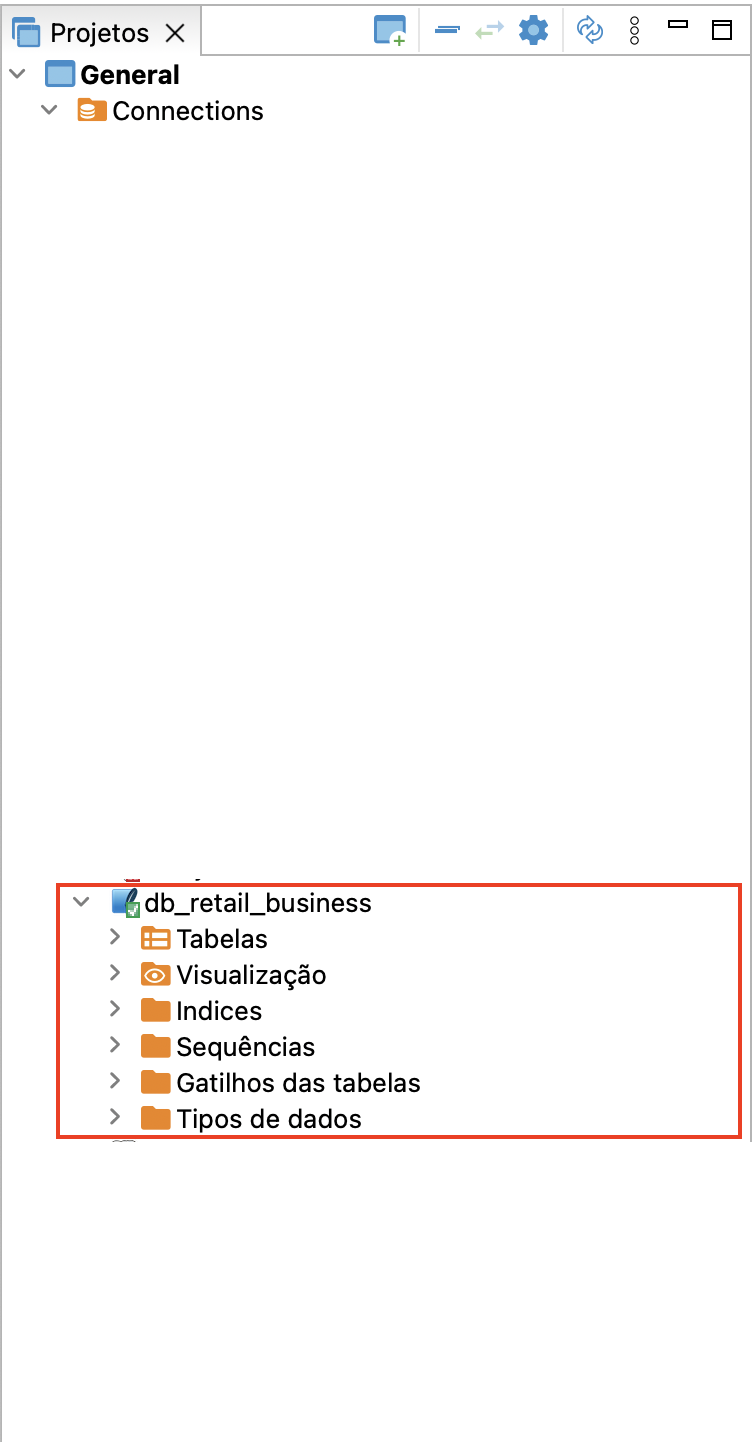 Projetos
General
Connections
db_retail_business
Tabelas
Visualização
Indices
Sequências
Gatilhos das tabelas
Tipos de dados